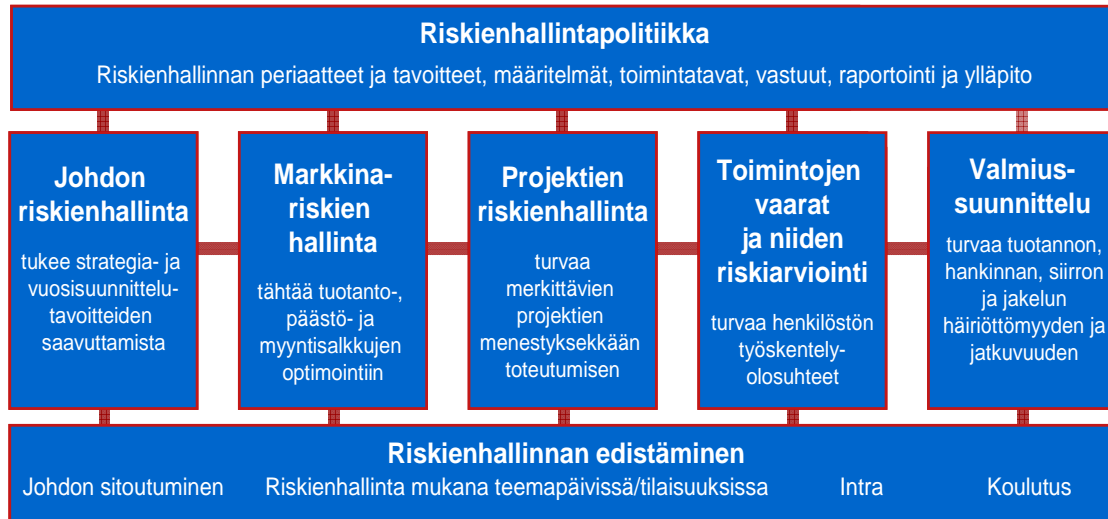 Riskienhallintapolitiikka
Riskienhallinnan periaatteet ja tavoitteet, määritelmät, toimintatavat, vastuut, raportointi ja ylläpito
Johdon
riskienhallinta
tukee strategia- ja
vuosisuunnittelu-
tavoitteiden
saavuttamista
Markkina-
riskien
hallinta
tähtää tuotanto-,
päästö- ja
myyntisalkkujen
optimointiin
Projektien
riskienhallinta
turvaa
merkittävien
projektien
menestyksekkään
toteutumisen
Toimintojen
vaarat
ja niiden
riskiarviointi
turvaa henkilöstön
työskentely-
olosuhteet
Valmius-
suunnittelu
turvaa tuotannon,
hankinnan, siirron
ja jakelun
häiriöttömyyden ja
jatkuvuuden
Riskienhallinnan edistäminen
Johdon sitoutuminen Riskienhallinta mukana teemapäivissä/tilaisuuksissa Intra Koulutus